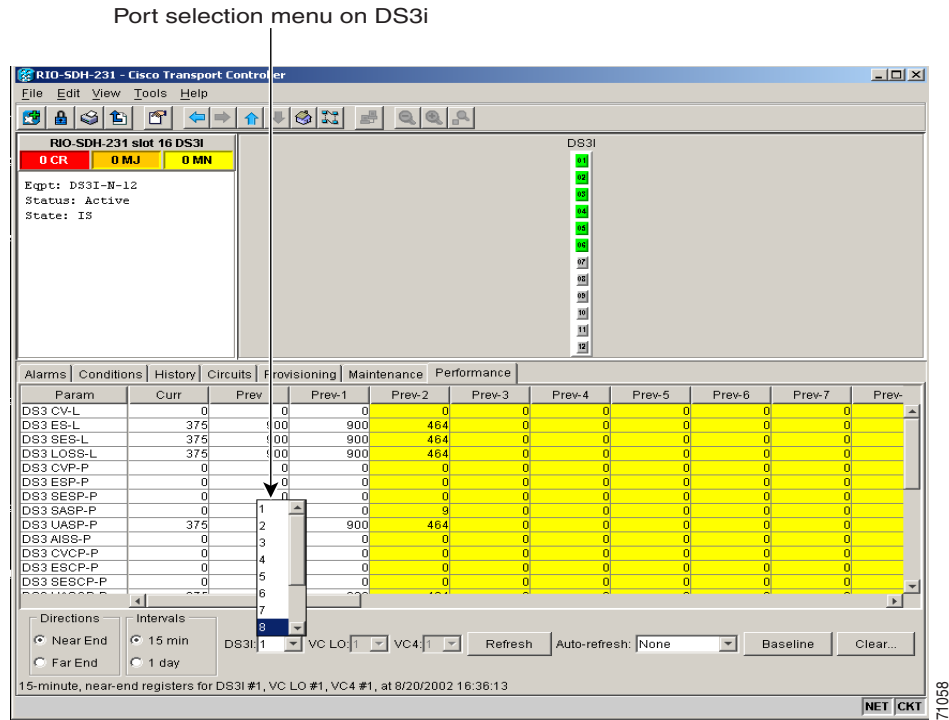 Port selection menu on DS3i
RIO-SDH-231 - Cisco Transport Controller
File Edit View Tools Help
RIO-SDH-231 slot 16 DS3I
0 CR 0 MJ 0 MN
Eqpt: DS3I-N-12
Status: Active
State: IS
DS3I
01
02
03
04
05
06
07
08
09
10
11
12
Alarms Conditions History Circuits Provisioning Maintenance Performance
Param Curr Prev Prev-1 Prev-2 Prev-3 Prev-4 Prev-5 Prev-6 Prev-7 Prev-
DS3 CV-L 0 0 0 0 0 0 0 0 0
DS3 ES-L 375 900 900 464 0 0 0 0 0
DS3 SES-L 375 900 900 464 0 0 0 0 0
DS3 LOSS-L 375 900 900 464 0 0 0 0 0
DS3 CVP-P 0 0 0 0 0 0 0 0 0
DS3 ESP-P 0 0 0 0 0 0 0 0 0
DS3 SESP-P 0 0 0 0 0 0 0 0 0
DS3 SASP-P 0 0 9 0 0 0 0 0
DS3 UASP-P 375 900 464 0 0 0 0 0
DS3 AISS-P 0 0 0 0 0 0 0 0
DS3 CVCP-P 0 0 0 0 0 0 0 0
DS3 ESCP-P 0 0 0 0 0 0 0 0
DS3 SESCP-P 0 0 0 0 0 0 0 0
1
2
3
4
5
6
7
8
Directions Intervals
Near End 15 min DS3I: 1 VC LO: 1 VC4: 1 Refresh Auto-refresh: None Baseline Clear...
Far End 1 day
15-minute, near-end registers for DS3I #1, VC LO #1, VC4 #1, at 8/20/2002 16:36:13
NET CKT
71058